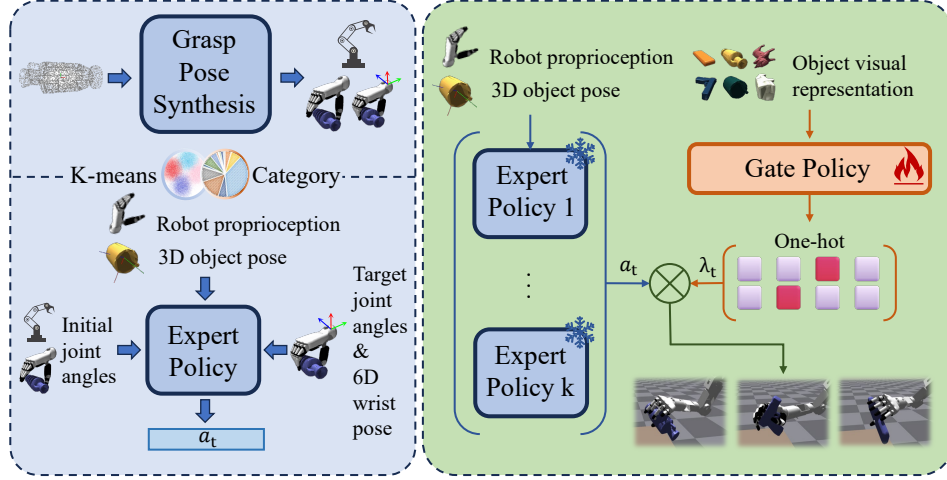 Grasp
Pose
Synthesis
K-means
Category
Robot proprioception
3D object pose
Initial
joint
angles
Expert
Policy
Target
joint
angles
&
6D
wrist
pose
a_t
Robot proprioception
3D object pose
Object visual
representation
Expert
Policy 1
⋮
Expert
Policy k
Gate Policy
One-hot
a_t
λ_t